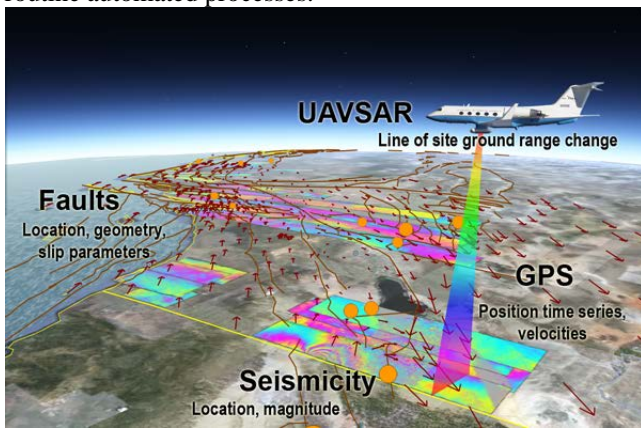 routine automated processes.
UAVSAR
Line of site ground range change
Faults
Location, geometry,
slip parameters
GPS
Position time series,
velocities
Seismicity
Location, magnitude